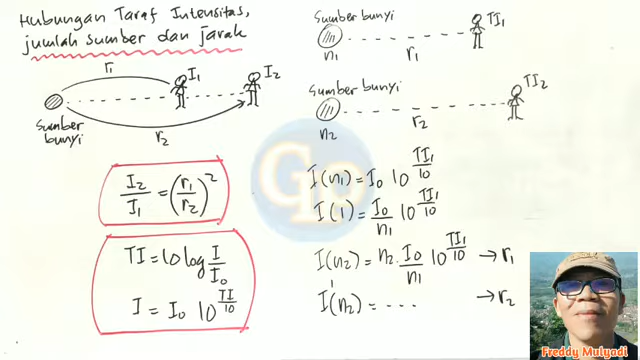 Hubungan Taraf Intensitas,
jumlah sumber dan jarak
r₁
I₁
I₂
Sumber
bunyi
r₂
I₂/I₁ = (r₁/r₂)²
TI = 10 log I/I₀
I = I₀ 10^(TI/10)
Sumber bunyi
TI₁
n₁
r₁
Sumber bunyi
TI₂
n₂
r₂
I(n₁) = I₀ 10^(TI₁/10)
I(1) = I₀/n₁ 10^(TI₁/10)
I(n₂) = n₂. I₀/n₁ 10^(TI₁/10) → r₁
I'(n₂) = ... → r₂
Freddy Mulyadi